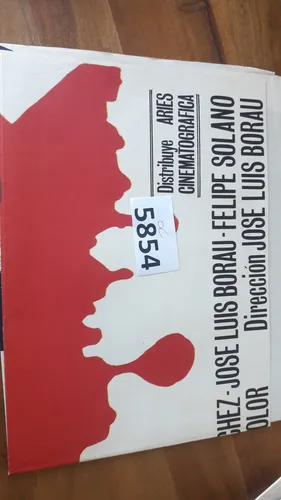 Distribuye ARIES
CINEMATOGRAFICA
5854
CHEZ-JOSE LUIS BORAU-FELIPE SOLANO
OLOR Dirección JOSE LUIS BORAU